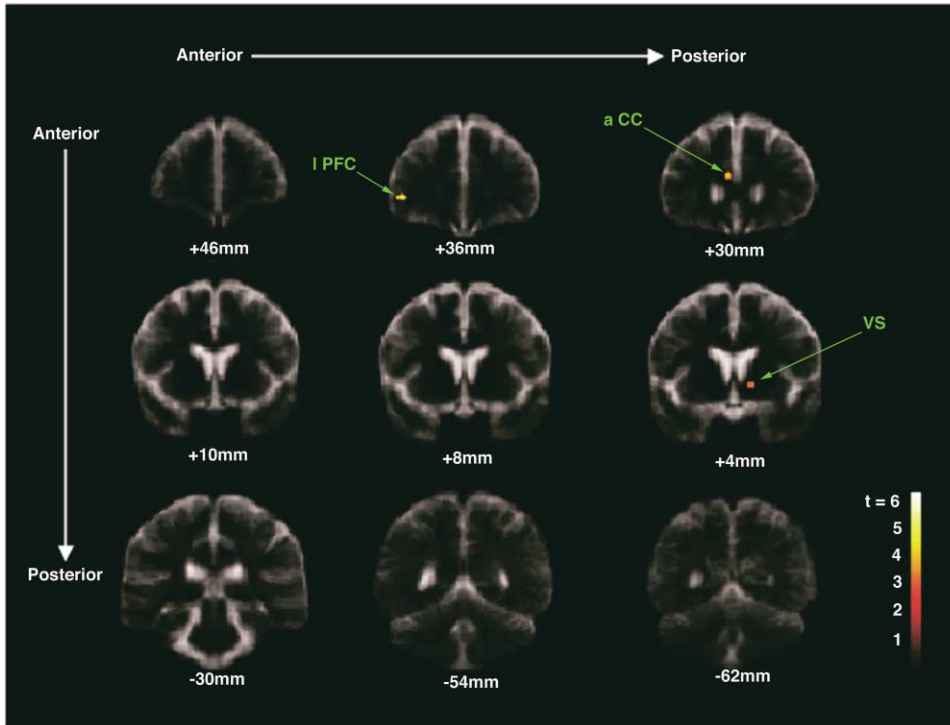 Anterior
Posterior
Anterior
l PFC
a CC
+46mm
+36mm
+30mm
VS
+10mm
+8mm
+4mm
t = 6
5
4
3
2
1
Posterior
-30mm
-54mm
-62mm